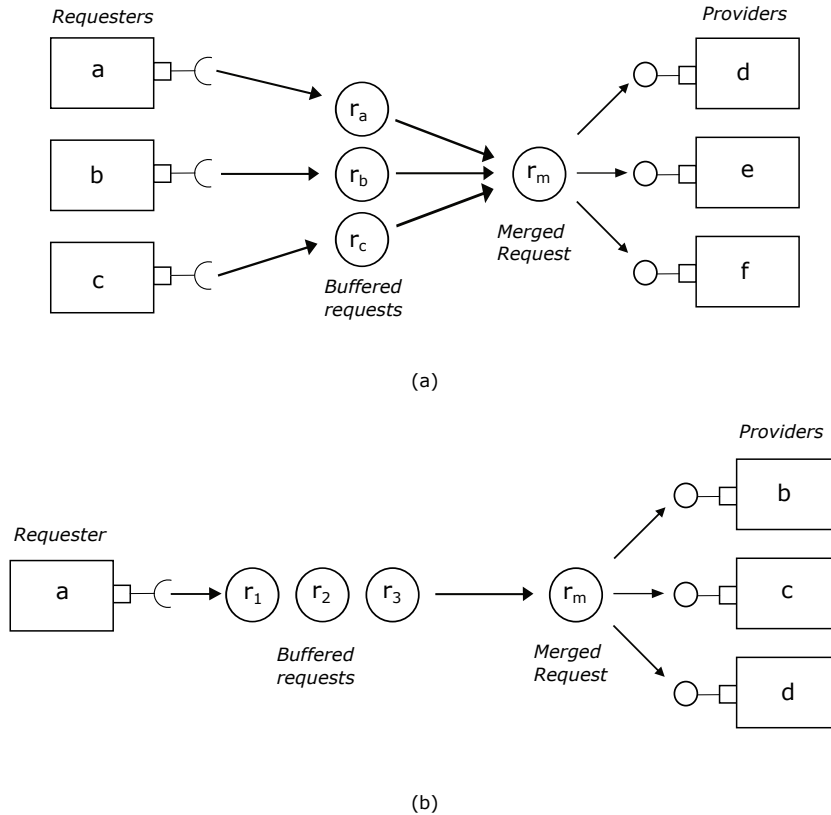 Requesters
Providers
a
d
r_a
b
r_b
r_m
e
r_c
c
Merged
Request
f
Buffered
requests
(a)
Providers
b
Requester
a
r_1
r_2
r_3
r_m
c
Buffered
requests
Merged
Request
d
(b)